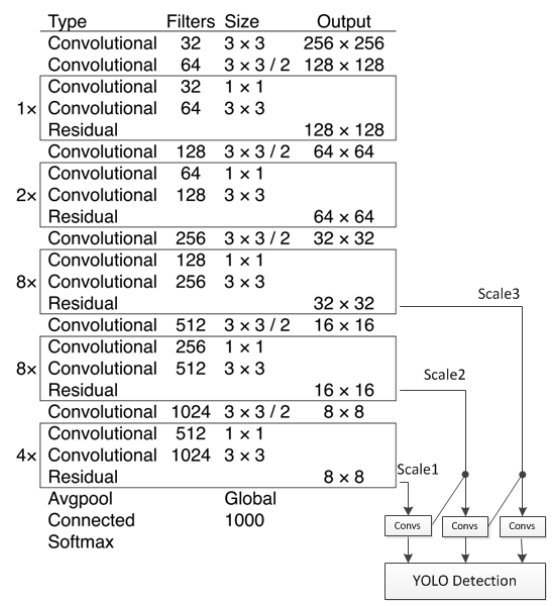 Type Filters Size Output
Convolutional 32 3 × 3 256 × 256
Convolutional 64 3 × 3 / 2 128 × 128
Convolutional 32 1 × 1
1× Convolutional 64 3 × 3
Residual 128 × 128
Convolutional 128 3 × 3 / 2 64 × 64
Convolutional 64 1 × 1
2× Convolutional 128 3 × 3
Residual 64 × 64
Convolutional 256 3 × 3 / 2 32 × 32
Convolutional 128 1 × 1
8× Convolutional 256 3 × 3
Residual 32 × 32
Scale3
Convolutional 512 3 × 3 / 2 16 × 16
Convolutional 256 1 × 1
8× Convolutional 512 3 × 3
Scale2
Residual 16 × 16
Convolutional 1024 3 × 3 / 2 8 × 8
Convolutional 512 1 × 1
4× Convolutional 1024 3 × 3
Residual 8 × 8
Scale1
Avgpool Global
Connected 1000
Softmax
Convs Convs Convs
YOLO Detection